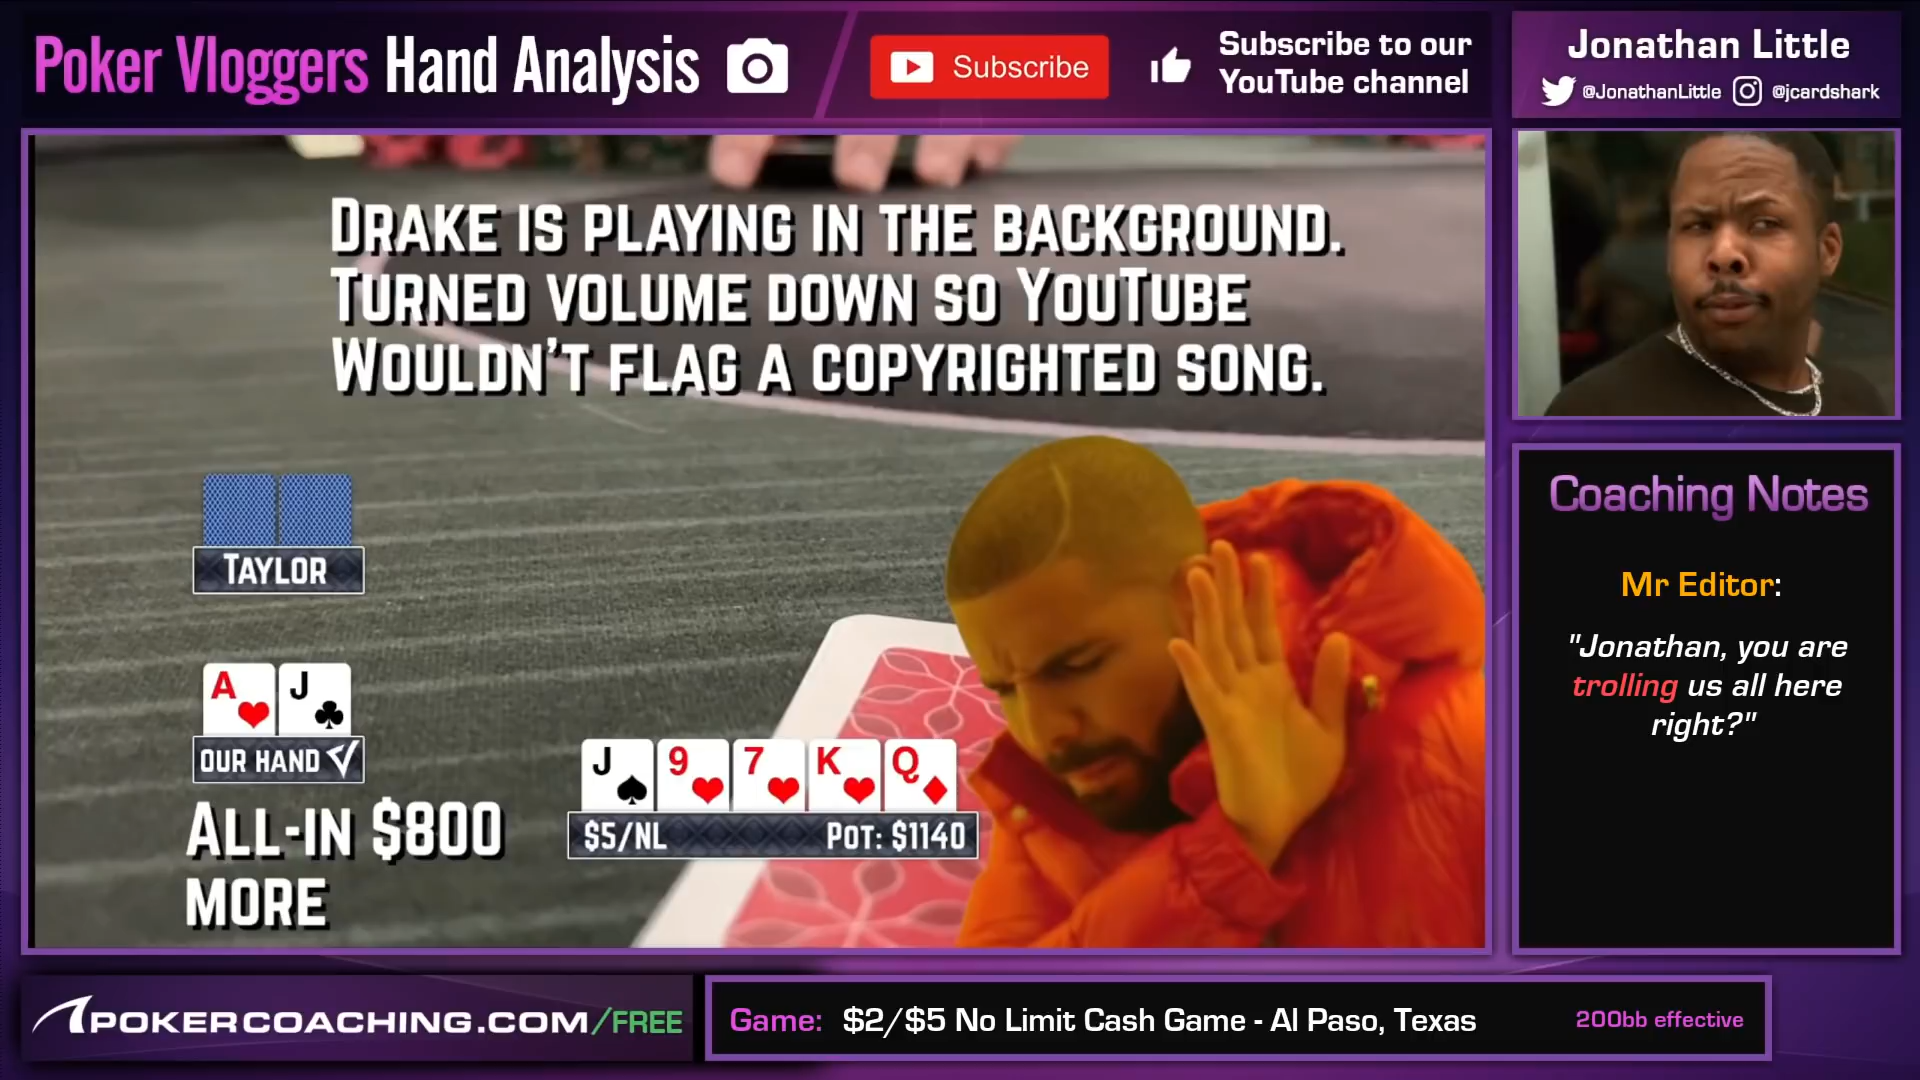 Poker Vloggers Hand Analysis
Subscribe
Subscribe to our
YouTube channel
Jonathan Little
@JonathanLittle @jcardshark
DRAKE IS PLAYING IN THE BACKGROUND.
TURNED VOLUME DOWN SO YOUTUBE
WOULDN'T FLAG A COPYRIGHTED SONG.
TAYLOR
A J
OUR HAND
ALL-IN $800
MORE
J 9 7 K Q
$5/NL POT: $1140
Coaching Notes
Mr Editor:
"Jonathan, you are
trolling us all here
right?"
POKERCOACHING.COM/FREE
Game: $2/$5 No Limit Cash Game - Al Paso, Texas 200bb effective